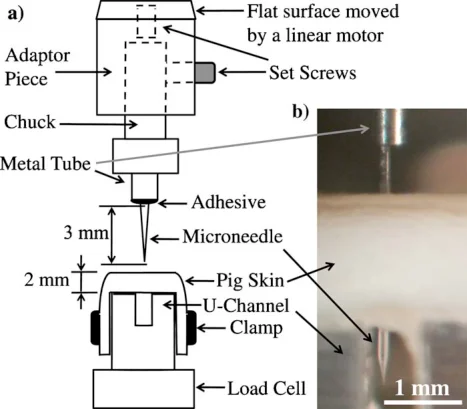 a)
Flat surface moved
by a linear motor
Adaptor
Piece
Set Screws
Chuck
b)
Metal Tube
Adhesive
3 mm
Microneedle
2 mm
Pig Skin
U-Channel
Clamp
Load Cell
1 mm